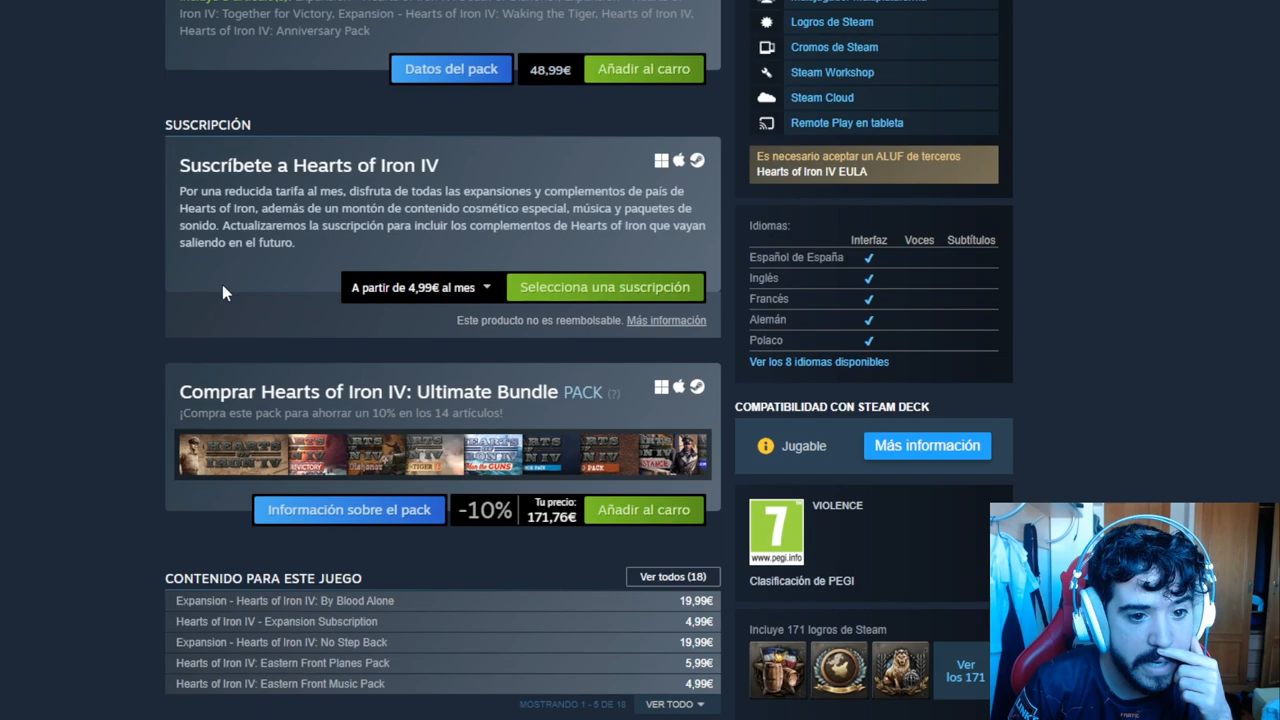 Hearts of Iron IV: Together for Victory, Expansion - Hearts of Iron IV: Waking the Tiger, Hearts of Iron IV,
Hearts of Iron IV: Anniversary Pack
Datos del pack
48,99€
Añadir al carro
SUSCRIPCIÓN
Suscríbete a Hearts of Iron IV
Por una reducida tarifa al mes, disfruta de todas las expansiones y complementos de país de
Hearts of Iron, además de un montón de contenido cosmético especial, música y paquetes de
sonido. Actualizaremos la suscripción para incluir los complementos de Hearts of Iron que vayan
saliendo en el futuro.
A partir de 4,99€ al mes
Selecciona una suscripción
Este producto no es reembolsable. Más información
Comprar Hearts of Iron IV: Ultimate Bundle PACK (?)
¡Compra este pack para ahorrar un 10% en los 14 artículos!
Información sobre el pack
-10%
Tu precio:
171,76€
Añadir al carro
CONTENIDO PARA ESTE JUEGO
Ver todos (18)
Expansion - Hearts of Iron IV: By Blood Alone 19,99€
Hearts of Iron IV - Expansion Subscription 4,99€
Expansion - Hearts of Iron IV: No Step Back 19,99€
Hearts of Iron IV: Eastern Front Planes Pack 5,99€
Hearts of Iron IV: Eastern Front Music Pack 4,99€
MOSTRANDO 1 - 5 DE 18
VER TODO
Logros de Steam
Cromos de Steam
Steam Workshop
Steam Cloud
Remote Play en tableta
Es necesario aceptar un ALUF de terceros
Hearts of Iron IV EULA
Idiomas:
Interfaz Voces Subtítulos
Español de España
Inglés
Francés
Alemán
Polaco
Ver los 8 idiomas disponibles
COMPATIBILIDAD CON STEAM DECK
Jugable
Más información
7
www.pegi.info
VIOLENCE
Clasificación de PEGI
Incluye 171 logros de Steam
Ver
los 171